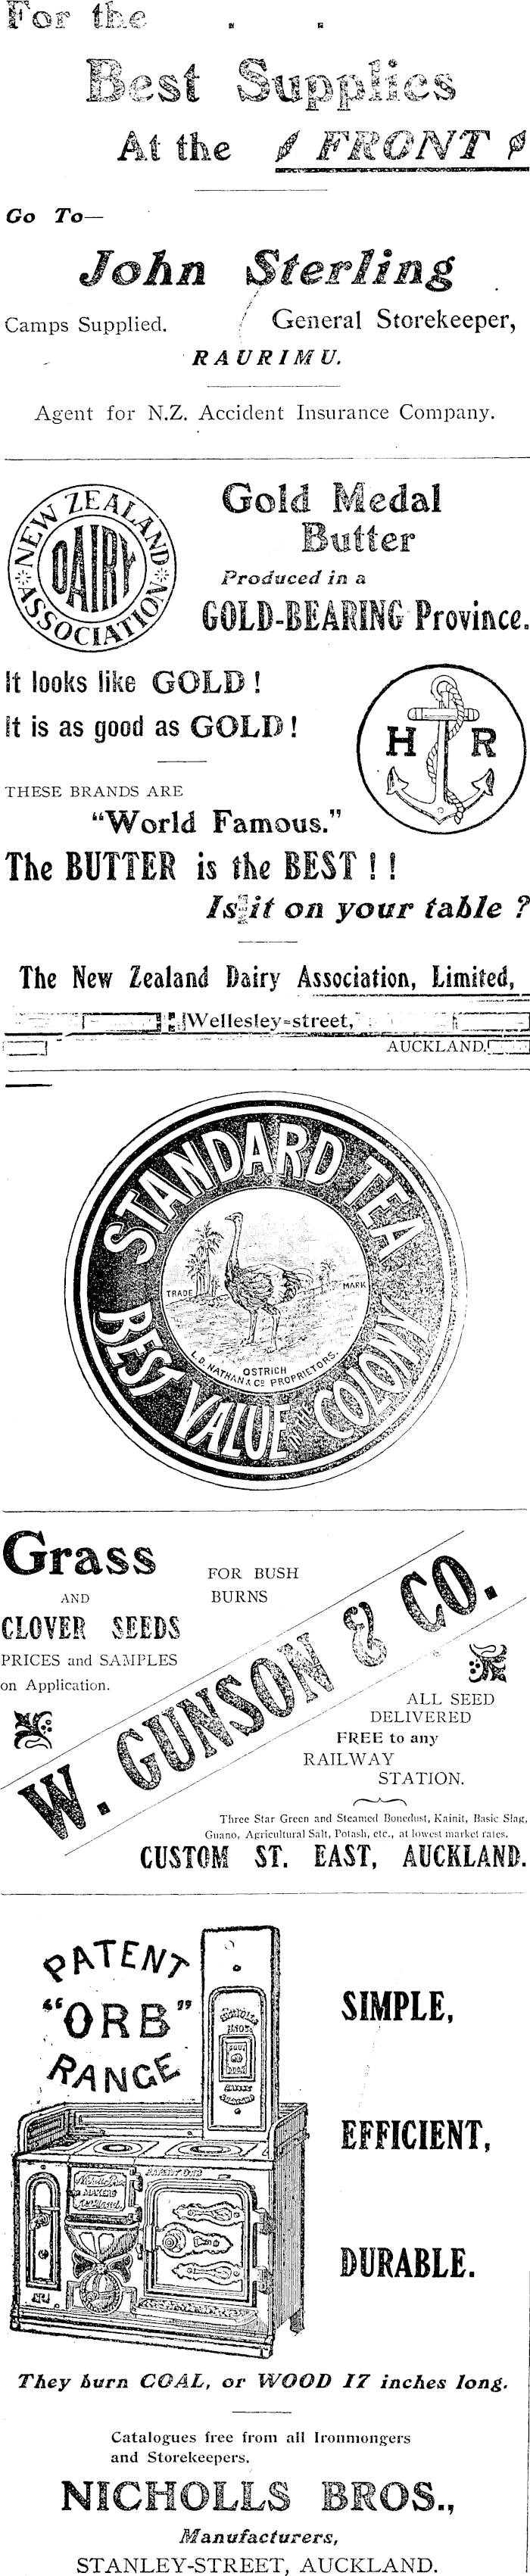 For the
Best Supplies
At the FRONT
Go To—
John Sterling
Camps Supplied. General Storekeeper,
RAURIMU.
Agent for N.Z. Accident Insurance Company.
NEW ZEALAND
DAIRY
ASSOCIATION
Gold Medal
Butter
Produced in a
GOLD-BEARING Province.
It looks like GOLD!
It is as good as GOLD!
H R
THESE BRANDS ARE
"World Famous."
The BUTTER is the BEST!!
Is it on your table?
The New Zealand Dairy Association, Limited,
Wellesley-street,
AUCKLAND.
STANDARD TEA
TRADE MARK
OSTRICH
L.D. NATHAN & Co PROPRIETORS.
BEST VALUE IN THE COLONY
Grass
AND
CLOVER SEEDS
PRICES and SAMPLES
on Application.
FOR BUSH
BURNS
W. GUNSON & CO.
ALL SEED
DELIVERED
FREE to any
RAILWAY
STATION.
Three Star Green and Steamed Bonedust, Kainit, Basic Slag,
Guano, Agricultural Salt, Potash, etc., at lowest market rates.
CUSTOM ST. EAST, AUCKLAND.
PATENT
"ORB"
RANGE
SIMPLE,
EFFICIENT,
DURABLE.
PATENT ORB
They burn COAL, or WOOD 17 inches long.
Catalogues free from all Ironmongers
and Storekeepers.
NICHOLLS BROS.,
Manufacturers,
STANLEY-STREET, AUCKLAND.